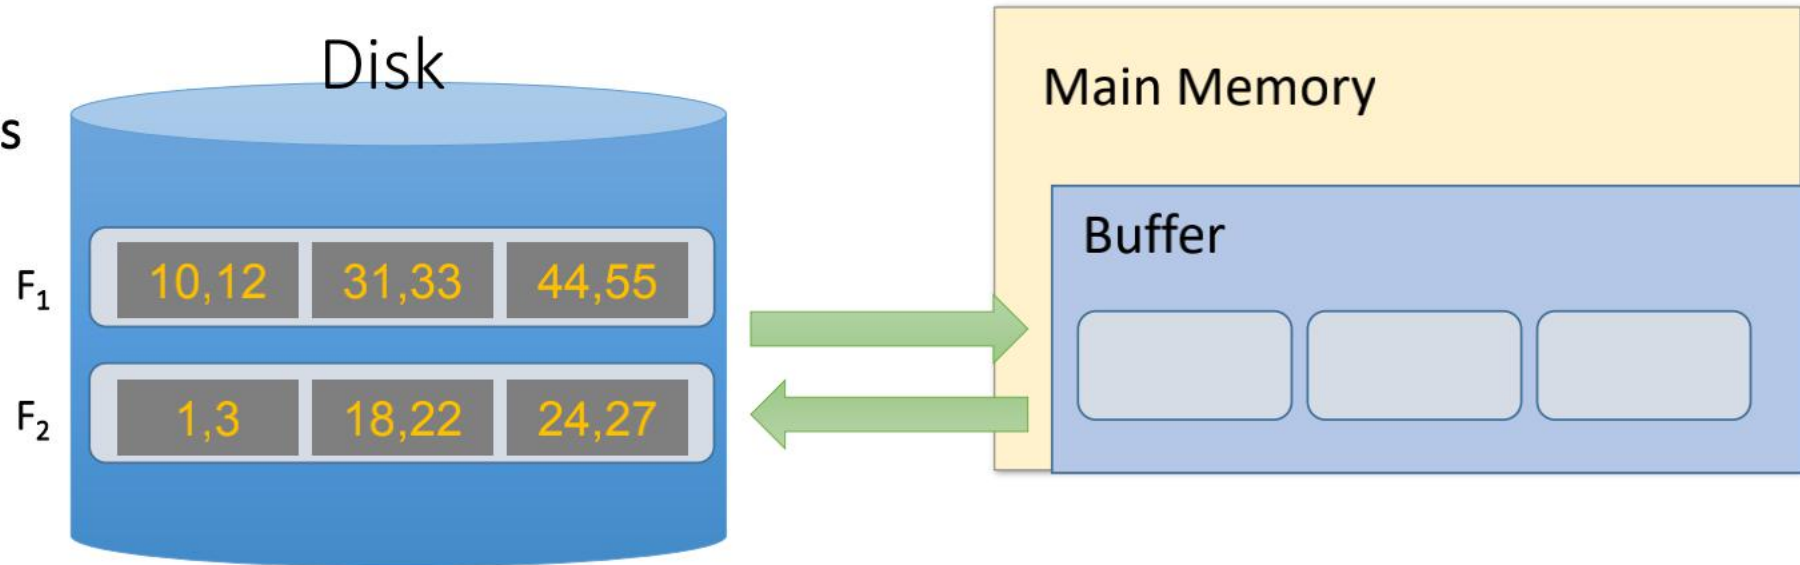 Disk
Main Memory
s
Buffer
F₁ 10,12 31,33 44,55
F₂ 1,3 18,22 24,27